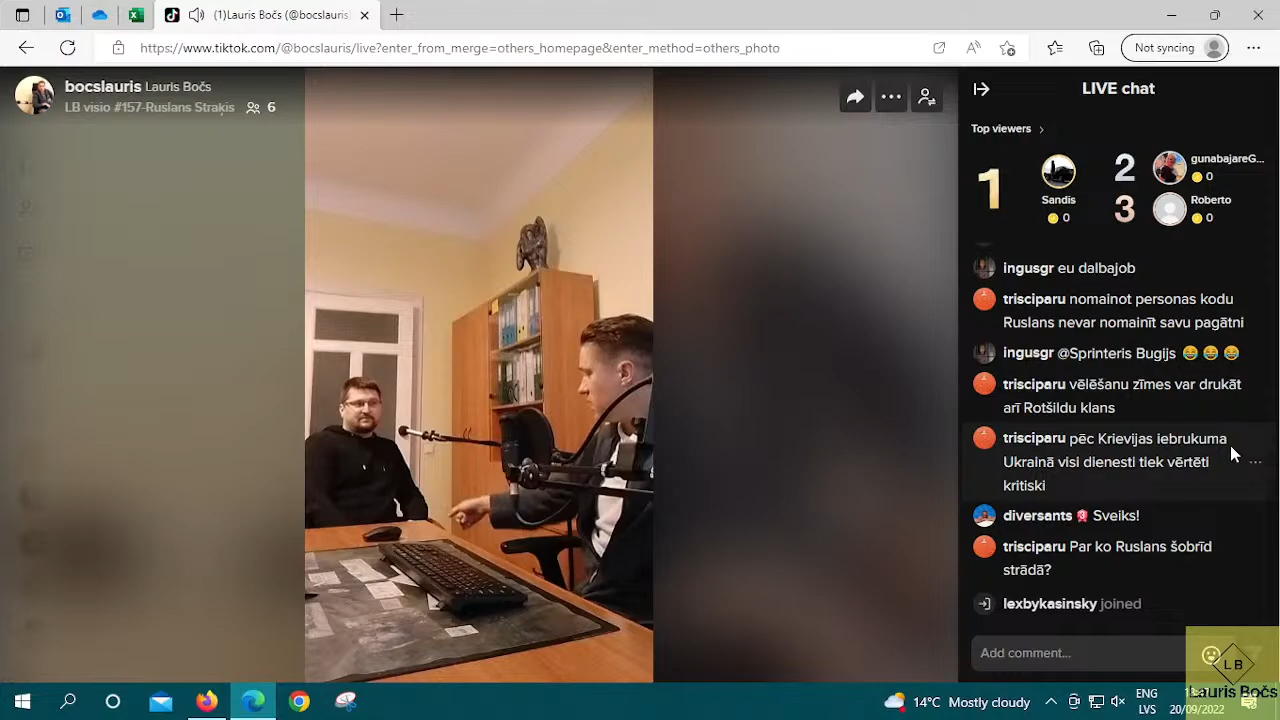 (1)Lauris Bočs (@bocslauris
https://www.tiktok.com/@bocslauris/live?enter_from_merge=others_homepage&enter_method=others_photo
Not syncing
bocslauris Lauris Bočs
LB visio #157-Ruslans Straķis 6
LIVE chat
Top viewers
1
Sandis
0
2
gunabajareG...
0
3
Roberto
0
ingusgr eu dalbajob
trisciparu nomainot personas kodu
Ruslans nevar nomainīt savu pagātni
ingusgr @Sprinteris Bugijs 😂 😂 😂
trisciparu vēlēšanu zīmes var drukāt
arī Rotšildu klans
trisciparu pēc Krievijas iebrukuma
Ukrainā visi dienesti tiek vērtēti
kritiski
diversants Sveiks!
trisciparu Par ko Ruslans šobrīd
strādā?
lexbykasinsky joined
Add comment...
LB
Lauris Bočs
14°C Mostly cloudy
ENG
LVS
20/09/2022